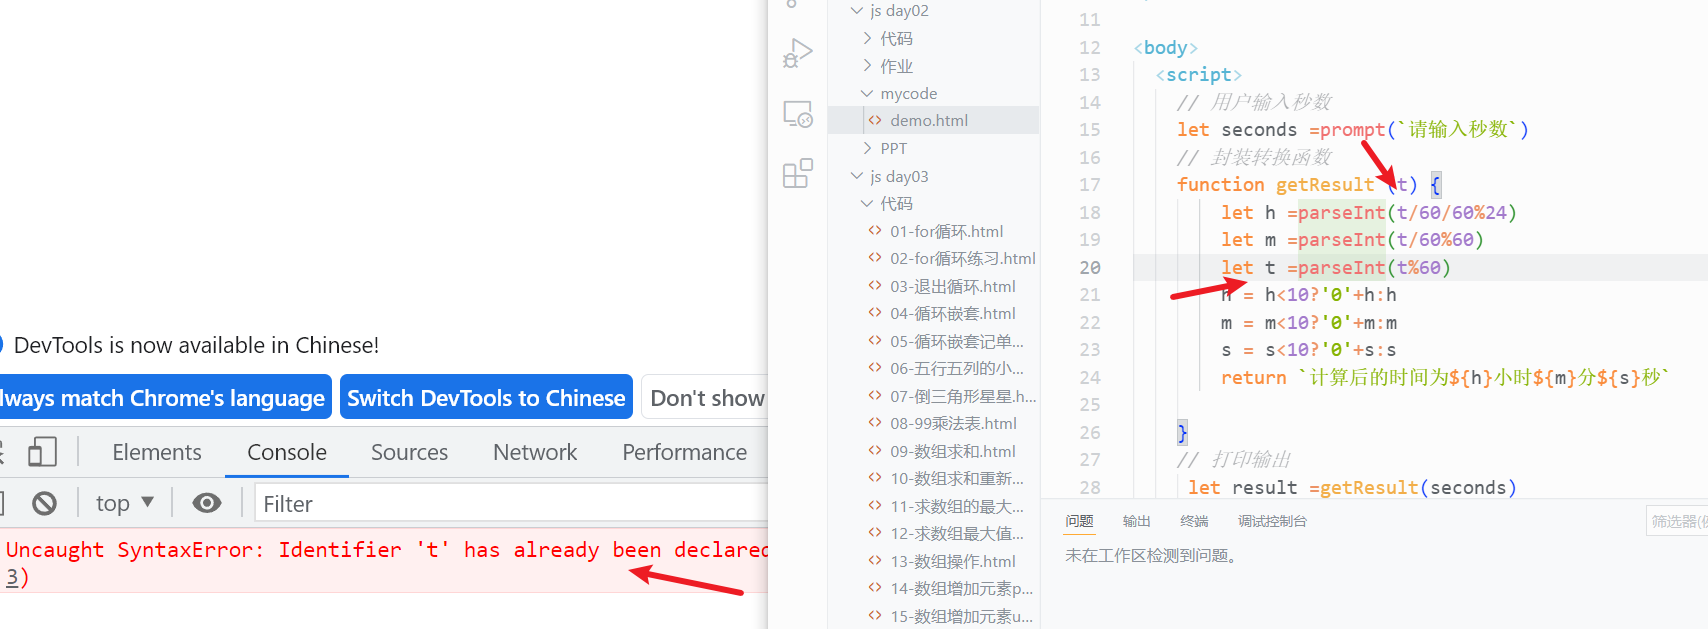 DevTools is now available in Chinese!
lways match Chrome's language
Switch DevTools to Chinese
Don't show
Elements
Console
Sources
Network
Performance
top
Filter
Uncaught SyntaxError: Identifier 't' has already been declared
3)
js day02
代码
作业
mycode
demo.html
PPT
js day03
代码
01-for循环.html
02-for循环练习.html
03-退出循环.html
04-循环嵌套.html
05-循环嵌套记单...
06-五行五列的小...
07-倒三角形星星.h...
08-99乘法表.html
09-数组求和.html
10-数组求和重新...
11-求数组的最大...
12-求数组最大值...
13-数组操作.html
14-数组增加元素p...
15-数组增加元素u...
11
12 <body>
13 <script>
14 // 用户输入秒数
15 let seconds =prompt(`请输入秒数`)
16 // 封装转换函数
17 function getResult (t) {
18 let h =parseInt(t/60/60%24)
19 let m =parseInt(t/60%60)
20 let t =parseInt(t%60)
21 h = h<10?'0'+h:h
22 m = m<10?'0'+m:m
23 s = s<10?'0'+s:s
24 return `计算后的时间为${h}小时${m}分${s}秒`
25
26 }
27 // 打印输出
28 let result =getResult(seconds)
问题
输出
终端
调试控制台
筛选器(
未在工作区检测到问题。